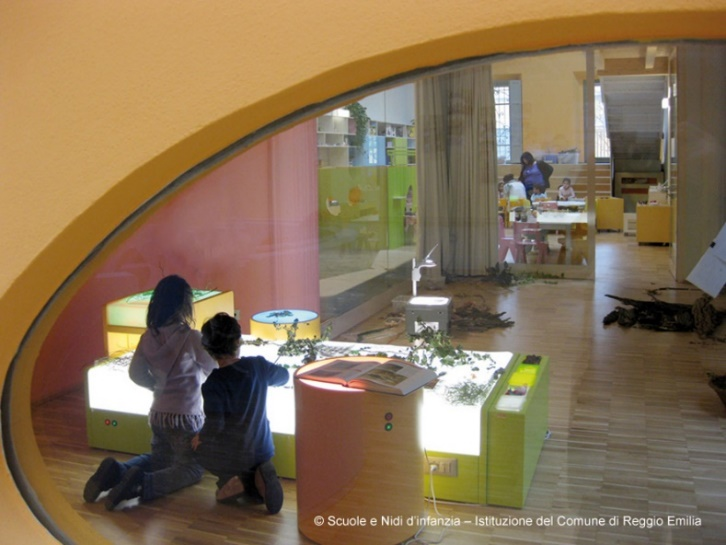 © Scuole e Nidi d'infanzia – Istituzione del Comune di Reggio Emilia